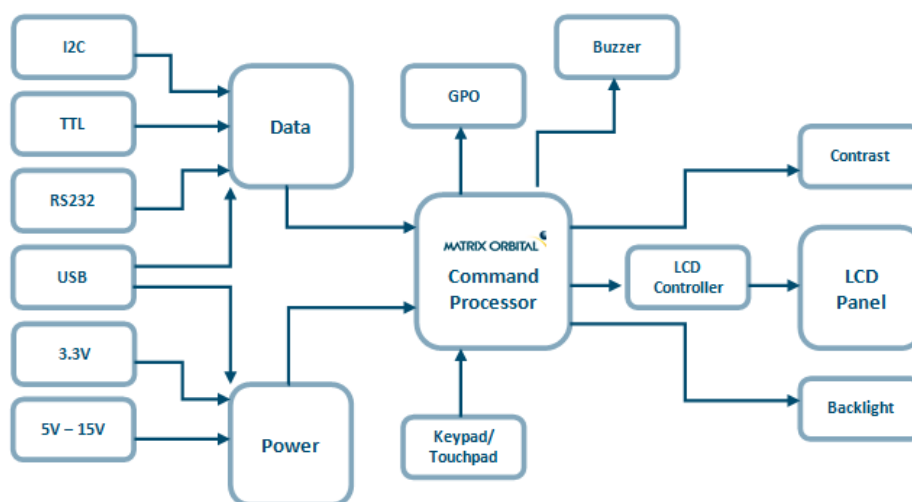 I2C
TTL
RS232
USB
3.3V
5V – 15V
Data
Power
GPO
Buzzer
MATRIX ORBITAL
Command
Processor
Keypad/
Touchpad
Contrast
LCD
Controller
LCD
Panel
Backlight